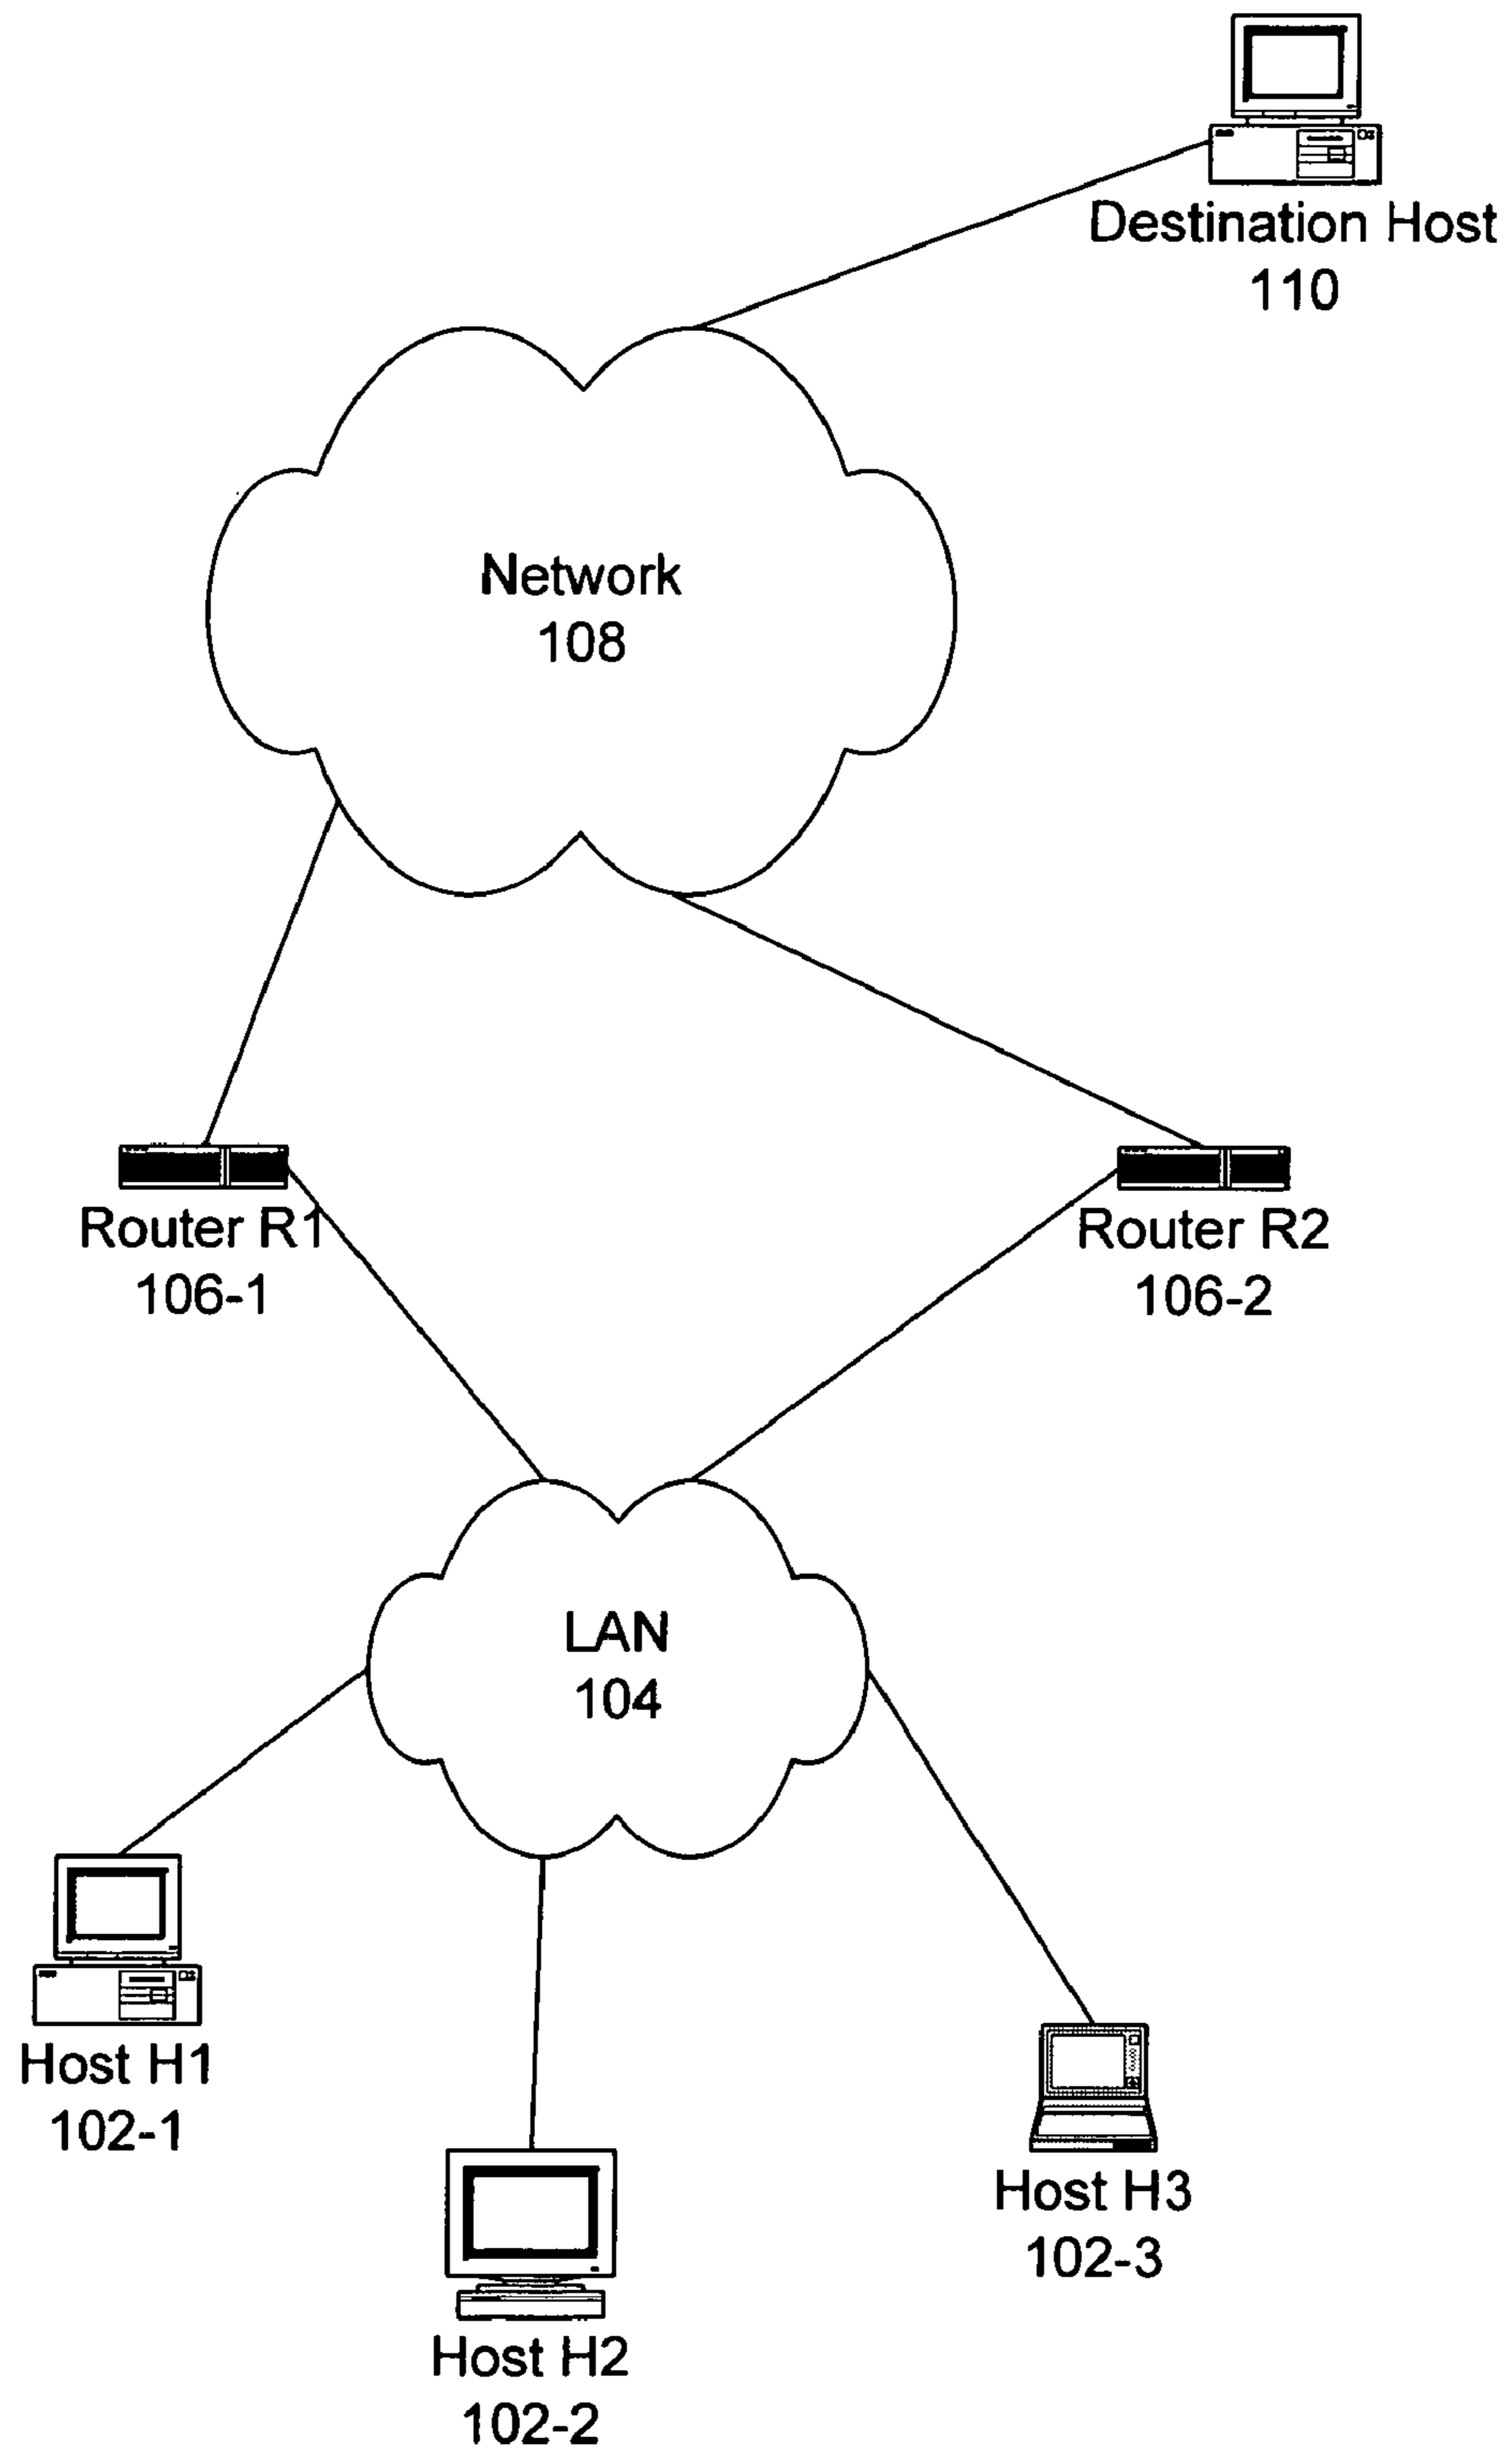 Destination Host
110
Network
108
Router R1
106-1
Router R2
106-2
LAN
104
Host H1
102-1
Host H3
102-3
Host H2
102-2